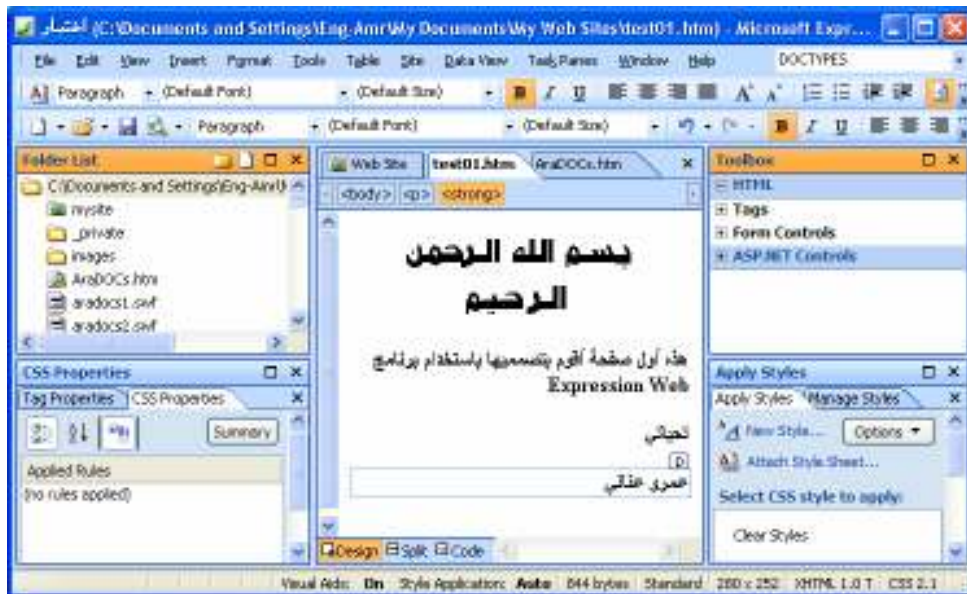 اختبار (C:\Documents and Settings\Eng-Amr\My Documents\My Web Sites\test01.htm) - Microsoft Expr...
File Edit View Insert Format Tools Table Site Data View Task Panes Window Help DOCTYPES
Paragraph (Default Font) (Default Size) B I U
Paragraph (Default Font) (Default Size) B I U
Folder List
C:\Documents and Settings\Eng-Amr\
mysite
_private
images
AraDOCs.htm
aradocs1.swf
aradocs2.swf
CSS Properties
Tag Properties CSS Properties
Summary
Applied Rules
(no rules applied)
Web Site test01.htm AraDOCs.htm
<body> <p> <strong>
بسم الله الرحمن
الرحيم
هذه أول صفحة أقوم بتصميمها باستخدام برنامج
Expression Web
تحياتي
p
عمرو عناني
Design Split Code
Toolbox
HTML
Tags
Form Controls
ASP.NET Controls
Apply Styles
Apply Styles Manage Styles
New Style... Options
Attach Style Sheet...
Select CSS style to apply:
Clear Styles
Visual Aids: On Style Application: Auto 844 bytes Standard 280 x 252 XHTML 1.0 T CSS 2.1